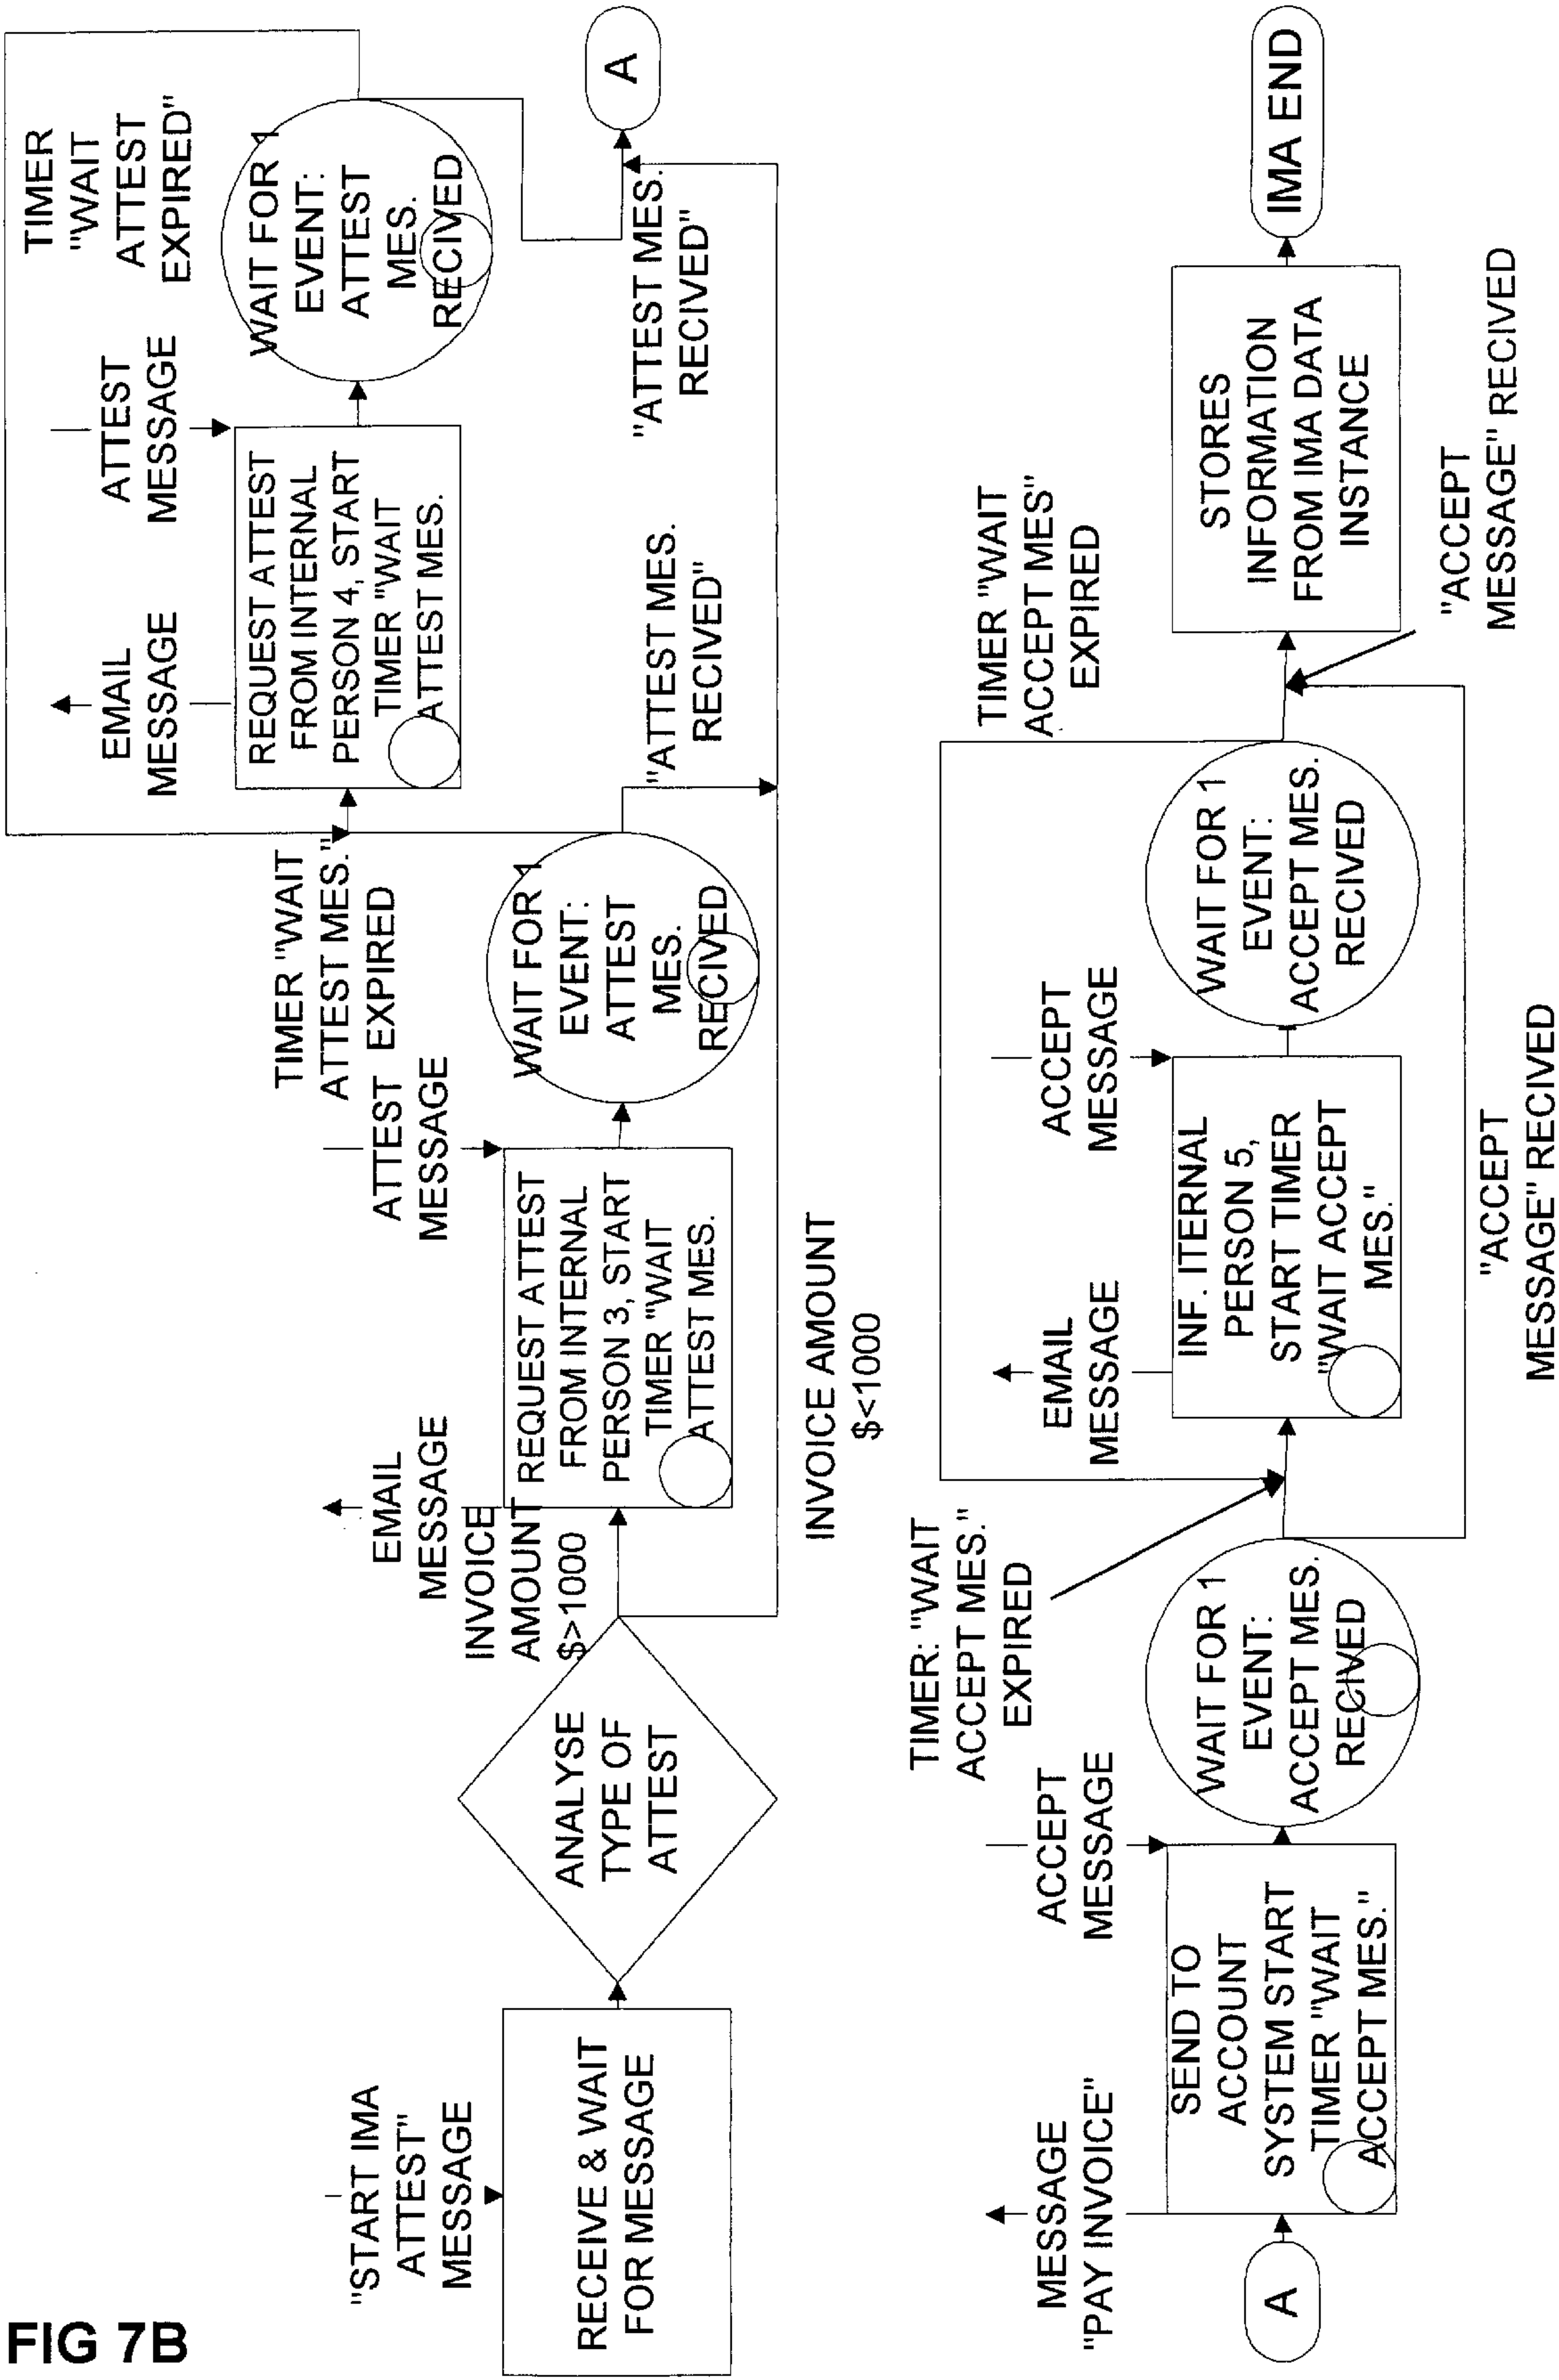 FIG 7B
"START IMA
ATTEST"
MESSAGE
RECEIVE & WAIT
FOR MESSAGE
ANALYSE
TYPE OF
ATTEST
INVOICE
AMOUNT
$>1000
INVOICE AMOUNT
$<1000
EMAIL
MESSAGE
REQUEST ATTEST
FROM INTERNAL
PERSON 3, START
TIMER "WAIT
ATTEST MES.
ATTEST
MESSAGE
WAIT FOR 1
EVENT:
ATTEST
MES.
RECIVED
TIMER "WAIT
ATTEST MES."
EXPIRED
"ATTEST MES.
RECIVED"
EMAIL
MESSAGE
REQUEST ATTEST
FROM INTERNAL
PERSON 4, START
TIMER "WAIT
ATTEST MES.
ATTEST
MESSAGE
WAIT FOR 1
EVENT:
ATTEST
MES.
RECIVED
TIMER
"WAIT
ATTEST
EXPIRED"
"ATTEST MES.
RECIVED"
A
A
MESSAGE
"PAY INVOICE"
SEND TO
ACCOUNT
SYSTEM START
TIMER "WAIT
ACCEPT MES."
ACCEPT
MESSAGE
WAIT FOR 1
EVENT:
ACCEPT MES.
RECIVED
TIMER: "WAIT
ACCEPT MES."
EXPIRED
EMAIL
MESSAGE
INF. ITERNAL
PERSON 5,
START TIMER
"WAIT ACCEPT
MES."
ACCEPT
MESSAGE
"ACCEPT
MESSAGE" RECIVED
WAIT FOR 1
EVENT:
ACCEPT MES.
RECIVED
TIMER "WAIT
ACCEPT MES"
EXPIRED
"ACCEPT
MESSAGE" RECIVED
STORES
INFORMATION
FROM IMA DATA
INSTANCE
IMA END